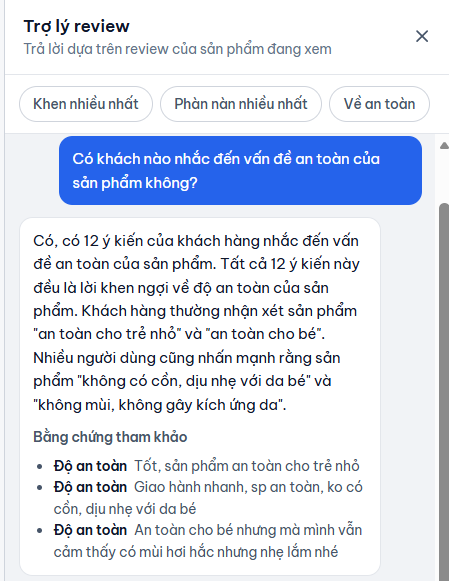 Trợ lý review
Trả lời dựa trên review của sản phẩm đang xem
Khen nhiều nhất
Phàn nàn nhiều nhất
Về an toàn
Có khách nào nhắc đến vấn đề an toàn của
sản phẩm không?
Có, có 12 ý kiến của khách hàng nhắc đến vấn
đề an toàn của sản phẩm. Tất cả 12 ý kiến này
đều là lời khen ngợi về độ an toàn của sản
phẩm. Khách hàng thường nhận xét sản phẩm
"an toàn cho trẻ nhỏ" và "an toàn cho bé".
Nhiều người dùng cũng nhấn mạnh rằng sản
phẩm "không có cồn, dịu nhẹ với da bé" và
"không mùi, không gây kích ứng da".
Bằng chứng tham khảo
Độ an toàn Tốt, sản phẩm an toàn cho trẻ nhỏ
Độ an toàn Giao hành nhanh, sp an toàn, ko có
cồn, dịu nhẹ với da bé
Độ an toàn An toàn cho bé nhưng mà mình vẫn
cảm thấy có mùi hơi hắc nhưng nhẹ lắm nhé